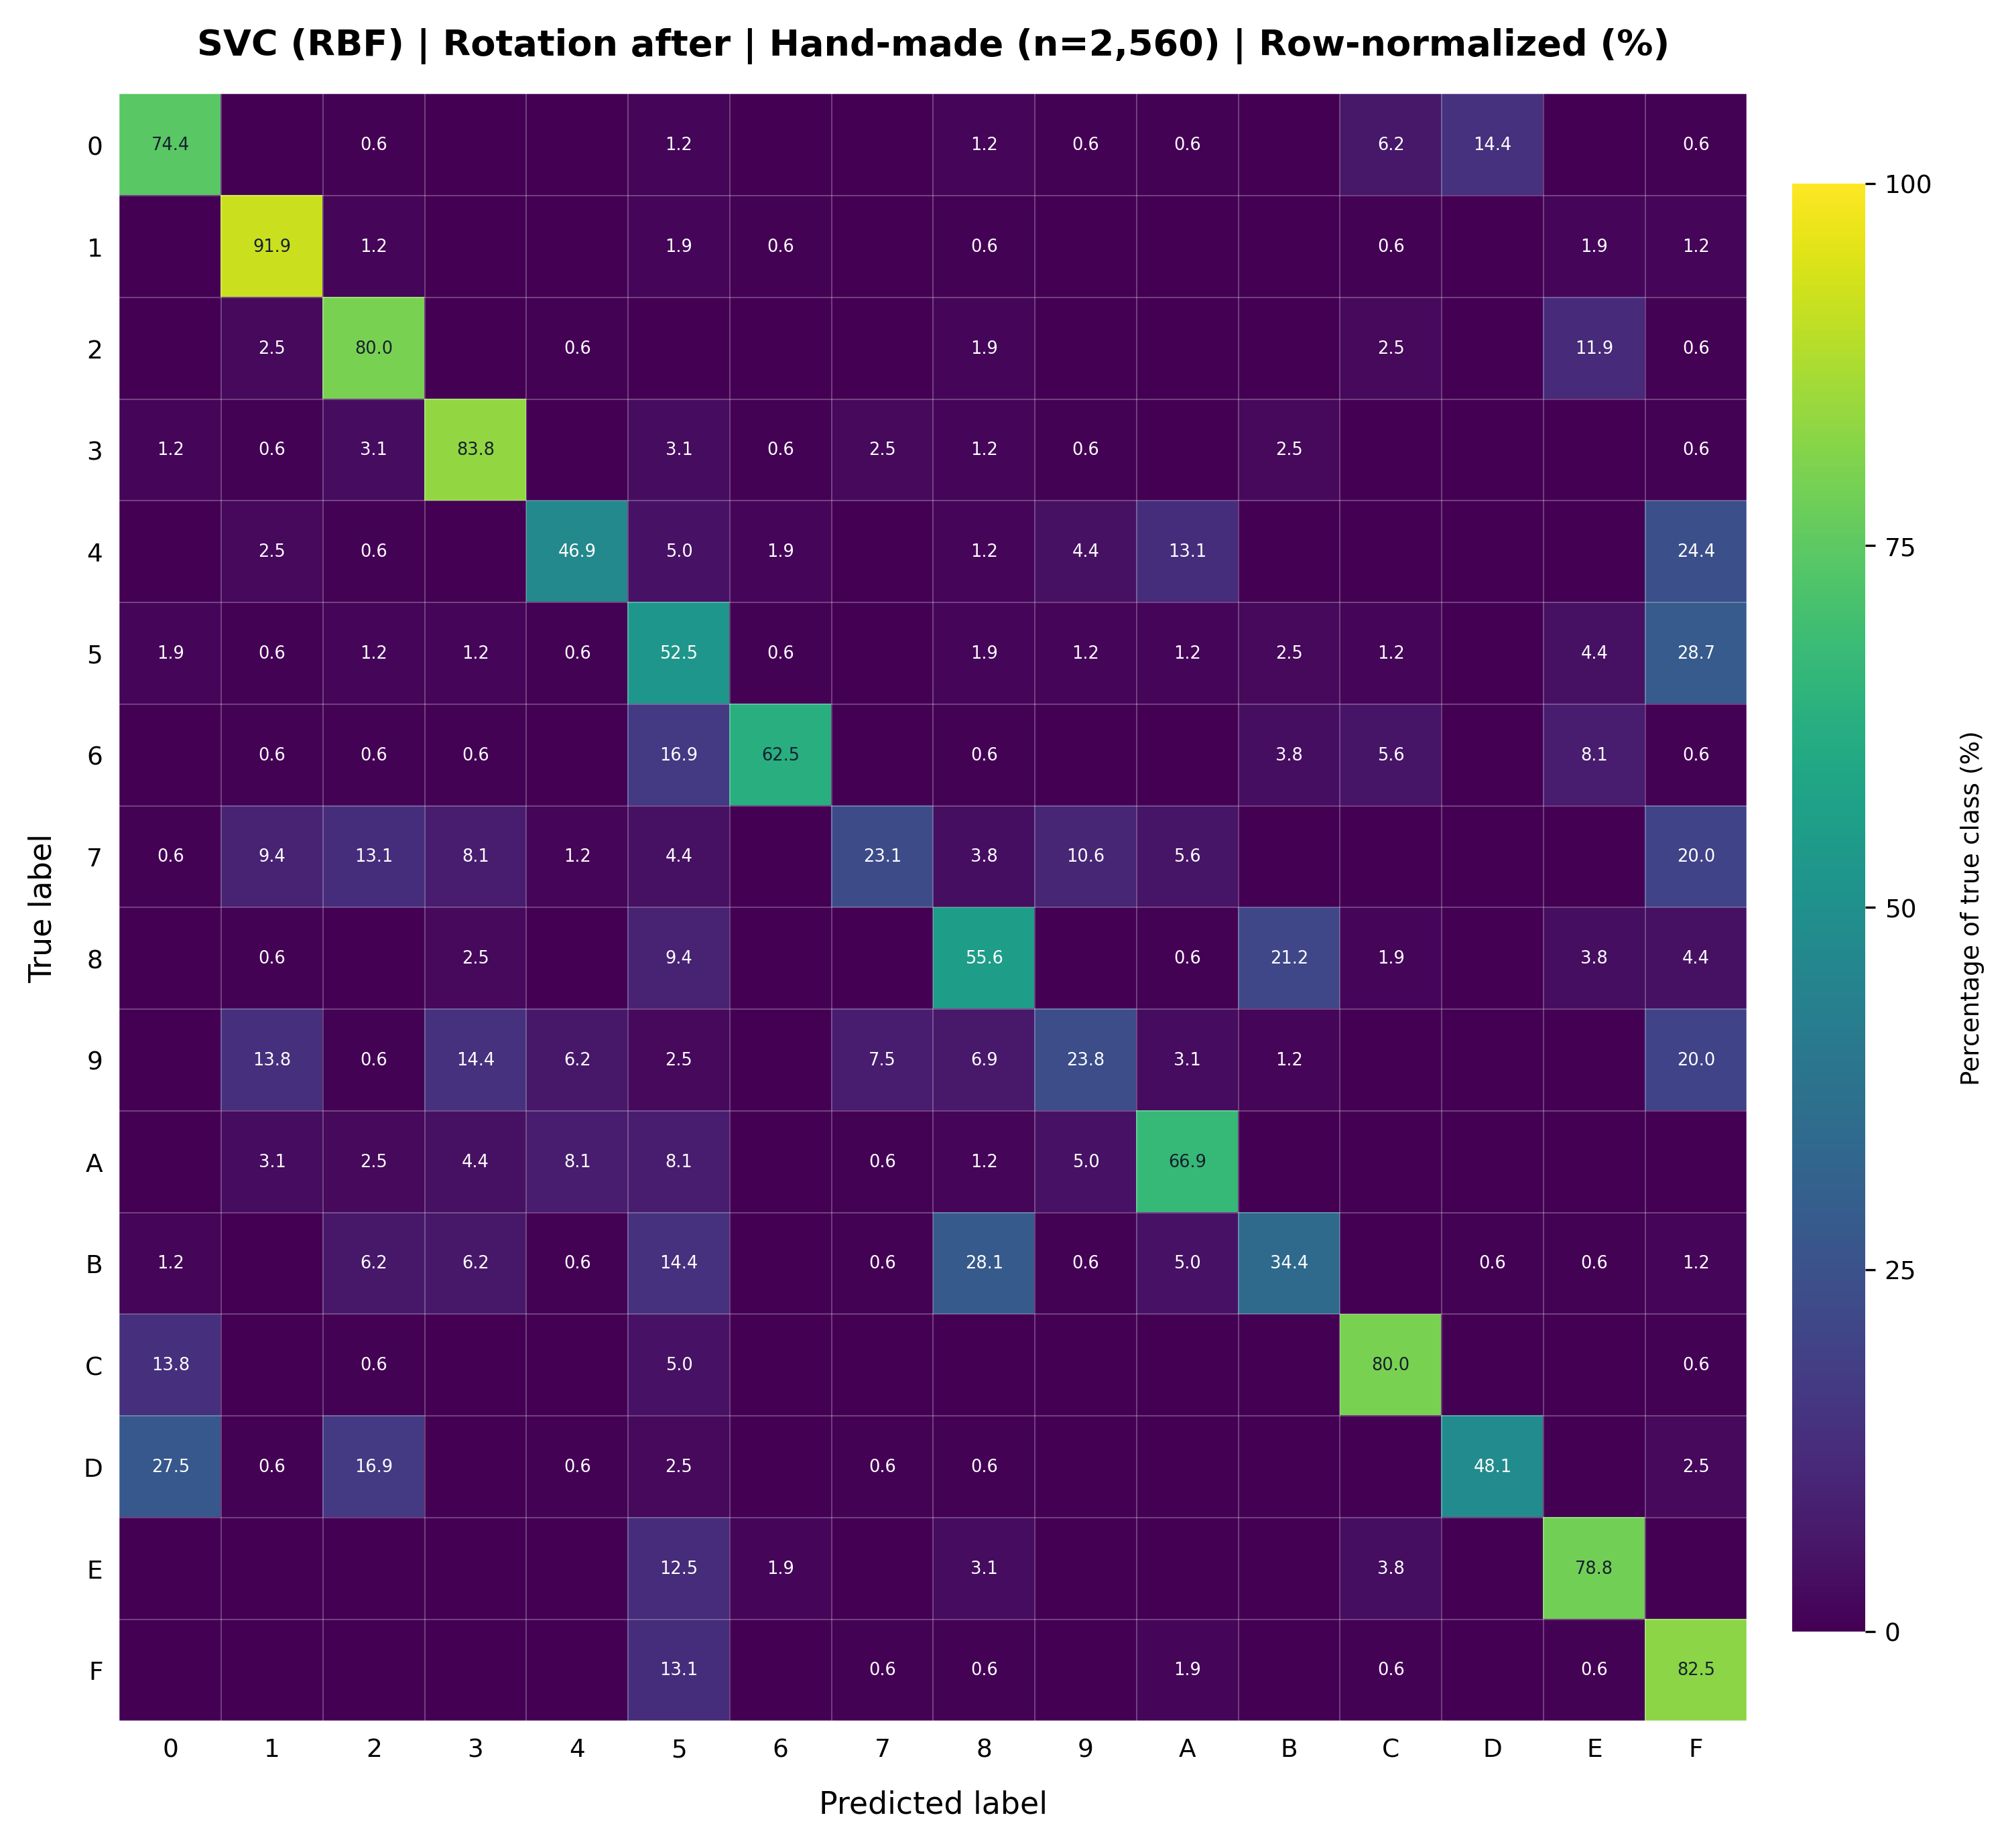 SVC (RBF) | Rotation after | Hand-made (n=2,560) | Row-normalized (%)
0 74.4 0.6 1.2 1.2 0.6 0.6 6.2 14.4 0.6
1 91.9 1.2 1.9 0.6 0.6 0.6 1.9 1.2
2 2.5 80.0 0.6 1.9 2.5 11.9 0.6
3 1.2 0.6 3.1 83.8 3.1 0.6 2.5 1.2 0.6 2.5 0.6
4 2.5 0.6 46.9 5.0 1.9 1.2 4.4 13.1 24.4
5 1.9 0.6 1.2 1.2 0.6 52.5 0.6 1.9 1.2 1.2 2.5 1.2 4.4 28.7
6 0.6 0.6 0.6 16.9 62.5 0.6 3.8 5.6 8.1 0.6
7 0.6 9.4 13.1 8.1 1.2 4.4 23.1 3.8 10.6 5.6 20.0
8 0.6 2.5 9.4 55.6 0.6 21.2 1.9 3.8 4.4
9 13.8 0.6 14.4 6.2 2.5 7.5 6.9 23.8 3.1 1.2 20.0
A 3.1 2.5 4.4 8.1 8.1 0.6 1.2 5.0 66.9
B 1.2 6.2 6.2 0.6 14.4 0.6 28.1 0.6 5.0 34.4 0.6 0.6 1.2
C 13.8 0.6 5.0 80.0 0.6
D 27.5 0.6 16.9 0.6 2.5 0.6 0.6 48.1 2.5
E 12.5 1.9 3.1 3.8 78.8
F 13.1 0.6 0.6 1.9 0.6 0.6 82.5
0 1 2 3 4 5 6 7 8 9 A B C D E F
Predicted label
True label
100
75
50
25
0
Percentage of true class (%)